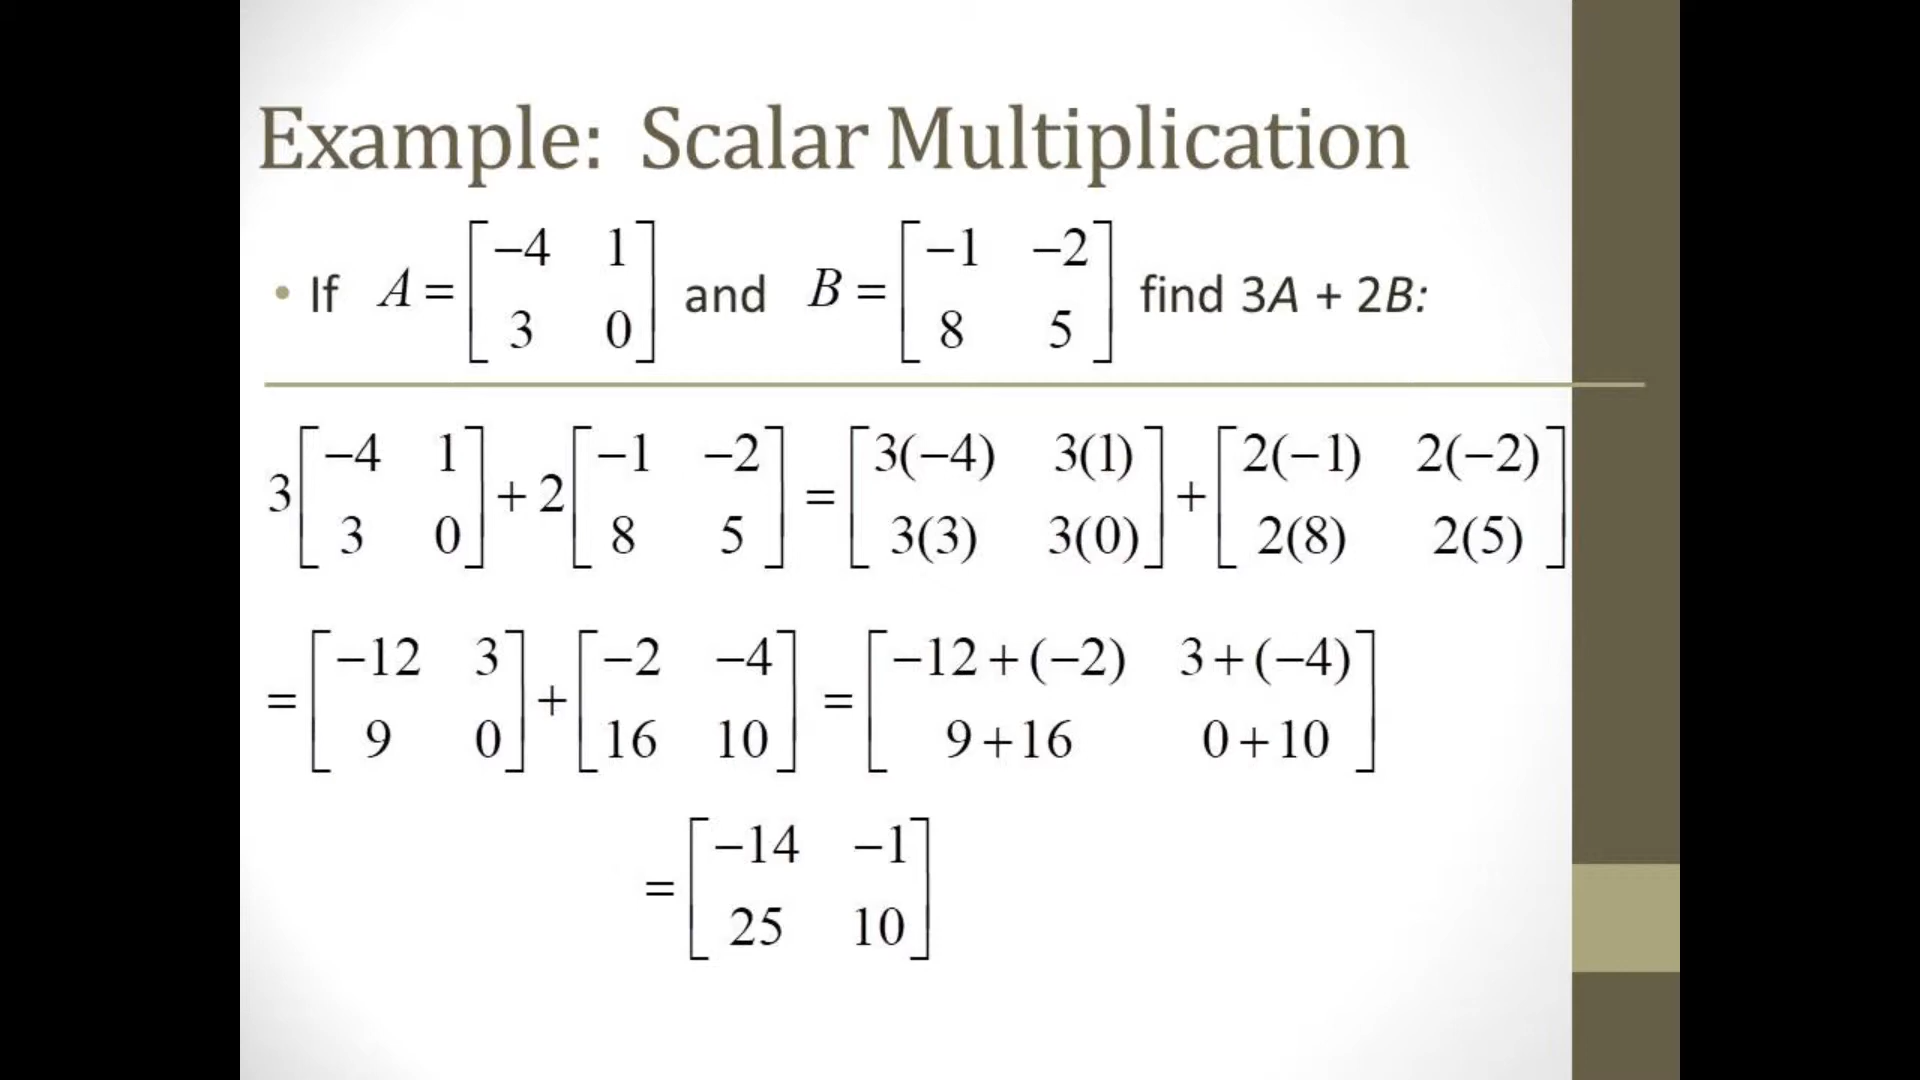 Example: Scalar Multiplication
• If A = [−4 1; 3 0] and B = [−1 −2; 8 5] find 3A + 2B:
3[−4 1; 3 0] + 2[−1 −2; 8 5] = [3(−4) 3(1); 3(3) 3(0)] + [2(−1) 2(−2); 2(8) 2(5)]
= [−12 3; 9 0] + [−2 −4; 16 10] = [−12+(−2) 3+(−4); 9+16 0+10]
= [−14 −1; 25 10]